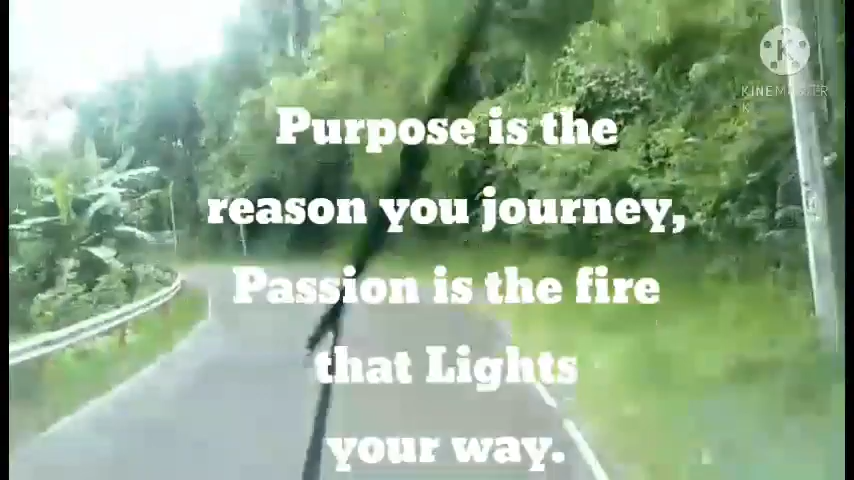 Purpose is the
reason you journey,
Passion is the fire
that Lights
your way.
K
KINEMASTER
K